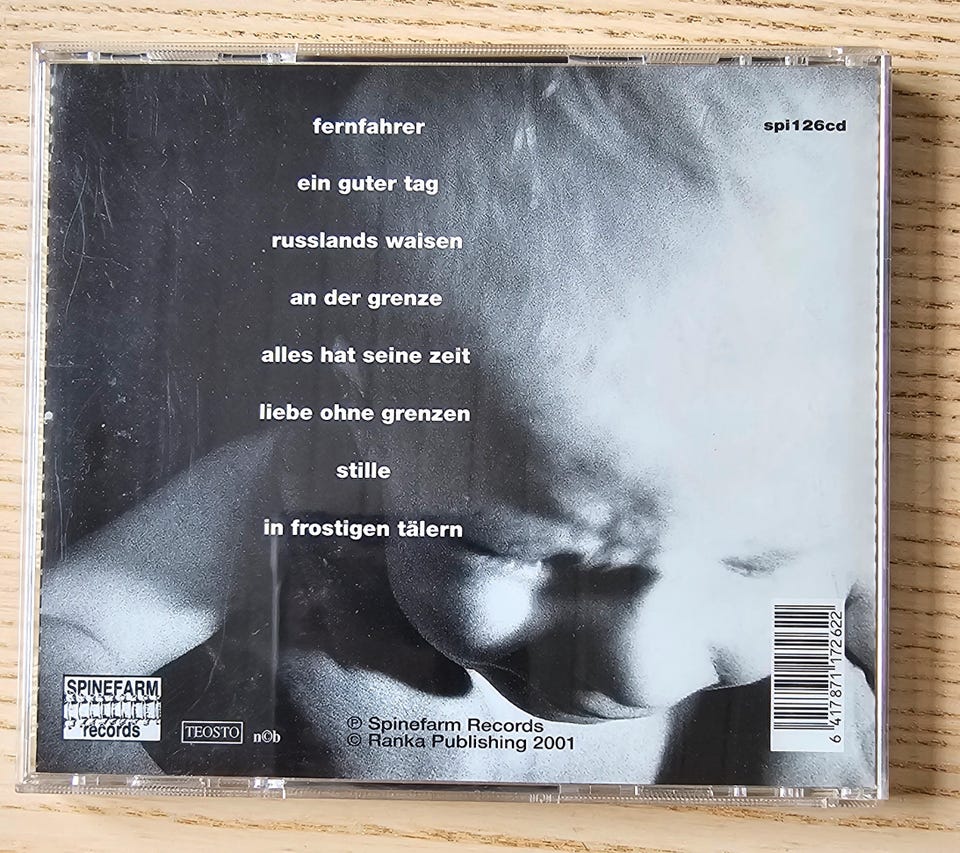 fernfahrer
spi126cd
ein guter tag
russlands waisen
an der grenze
alles hat seine zeit
liebe ohne grenzen
stille
in frostigen tälern
SPINEFARM
records
TEOSTO
n©b
℗ Spinefarm Records
© Ranka Publishing 2001
6 417871 172622